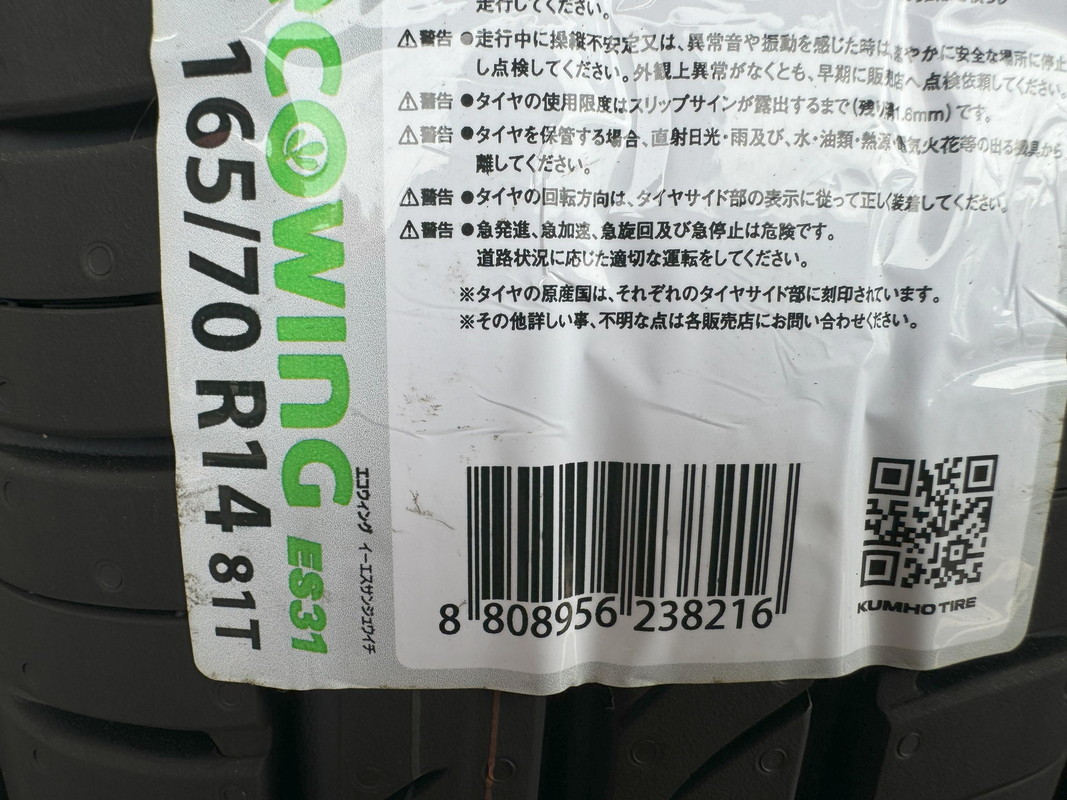 走行してください。
⚠警告 ●走行中に操縦不安定又は、異常音や振動を感じた時は、速やかに安全な場所に停止
し点検してください。外観上異常がなくとも、早期に販売店へ点検依頼してください。
⚠警告 ●タイヤの使用限度はスリップサインが露出するまで(残り溝1.6mm)です。
⚠警告 ●タイヤを保管する場合、直射日光・雨及び、水・油類・熱源・電気火花等の出る機具から
離してください。
⚠警告 ●タイヤの回転方向は、タイヤサイド部の表示に従って正しく装着してください。
⚠警告 ●急発進、急加速、急旋回及び急停止は危険です。
道路状況に応じた適切な運転をしてください。
※タイヤの原産国は、それぞれのタイヤサイド部に刻印されています。
※その他詳しい事、不明な点は各販売店にお問い合わせください。
COWING ES31
エコウィング イーエスサンジュウイチ
165/70 R14 81T
8 808956 238216
KUMHO TIRE